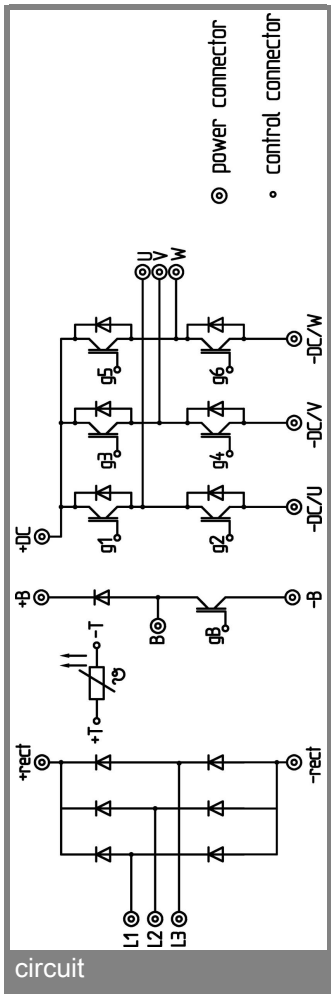 power connector
control connector
U
V
W
g5
g6
-DC/W
g3
g4
-DC/V
+DC
g1
g2
-DC/U
+B
B
gB
-B
-T
ϑ
+T
+rect
-rect
L1
L2
L3
circuit